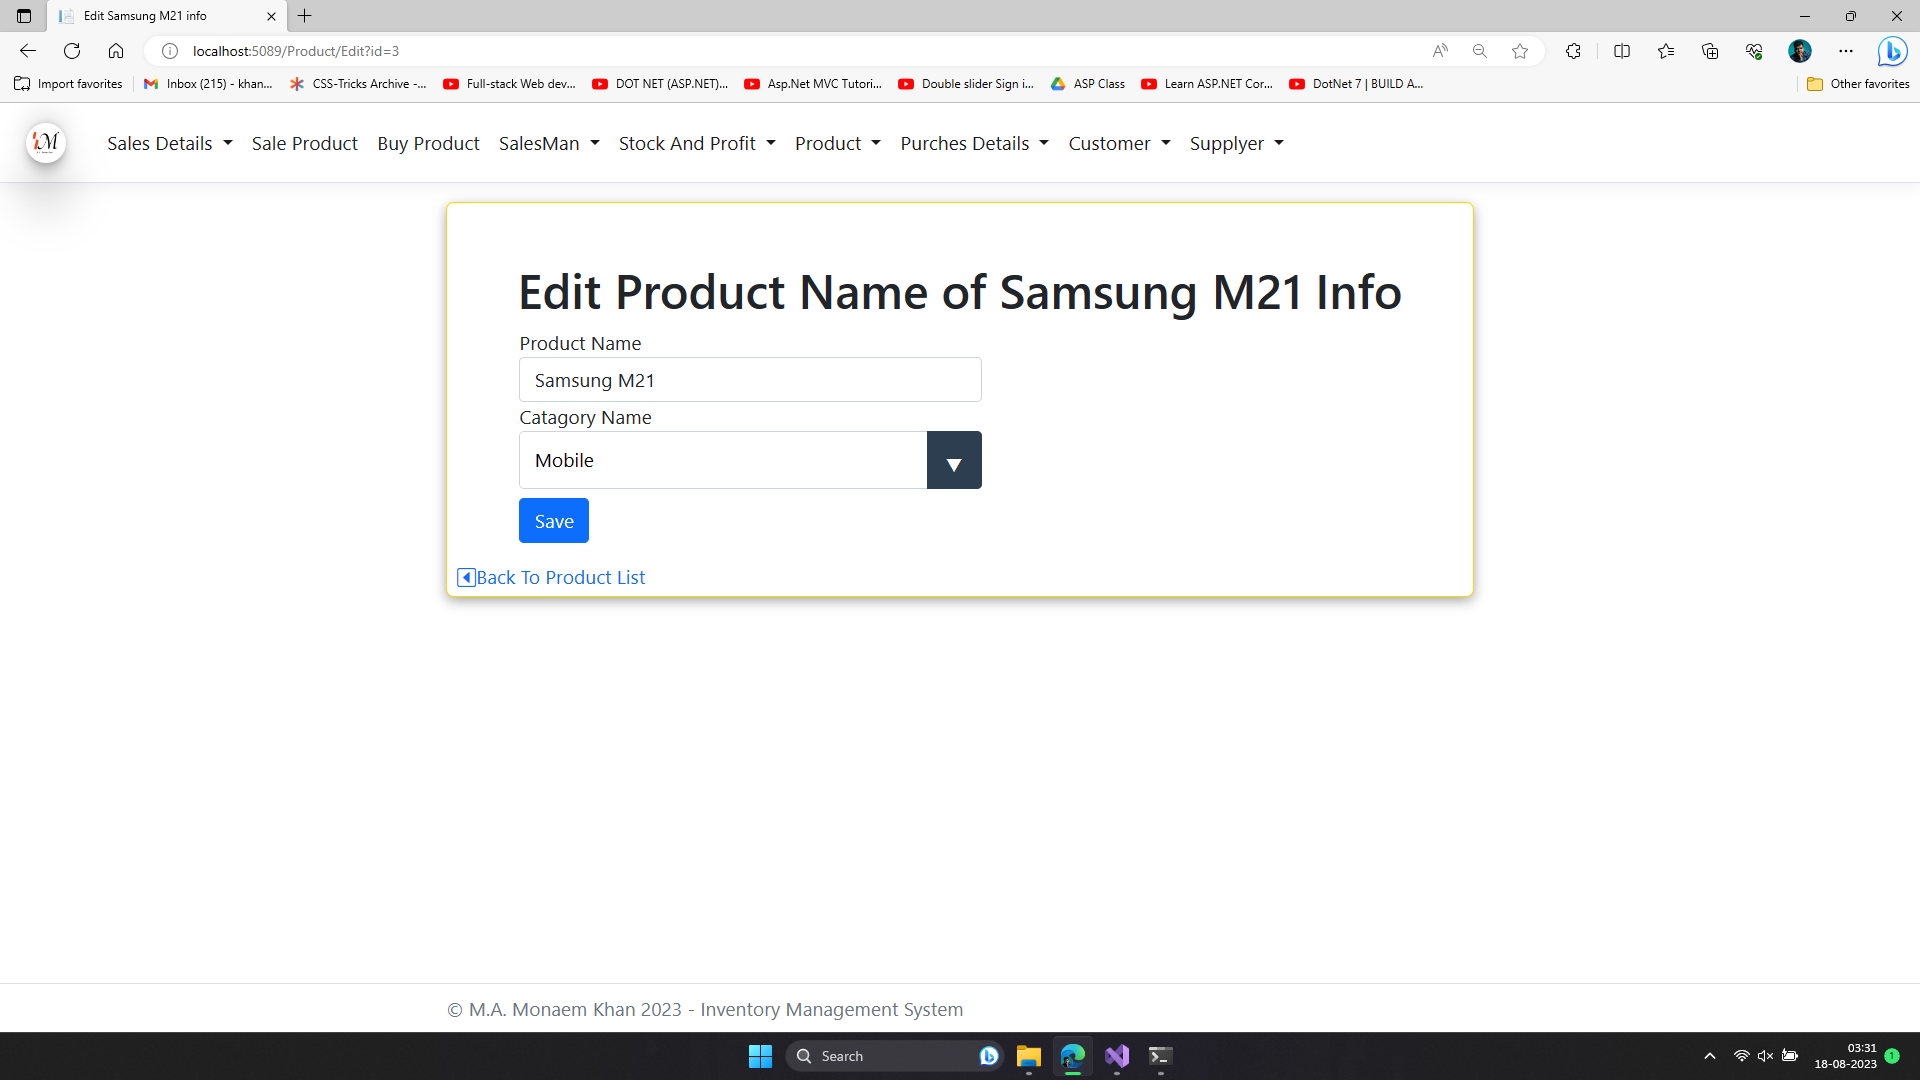 Edit Samsung M21 info
localhost:5089/Product/Edit?id=3
Import favorites
Inbox (215) - khan...
CSS-Tricks Archive -...
Full-stack Web dev...
DOT NET (ASP.NET)...
Asp.Net MVC Tutori...
Double slider Sign i...
ASP Class
Learn ASP.NET Cor...
DotNet 7 | BUILD A...
Other favorites
Sales Details
Sale Product
Buy Product
SalesMan
Stock And Profit
Product
Purches Details
Customer
Supplyer
Edit Product Name of Samsung M21 Info
Product Name
Samsung M21
Catagory Name
Mobile
Save
Back To Product List
© M.A. Monaem Khan 2023 - Inventory Management System
Search
03:31
18-08-2023
1